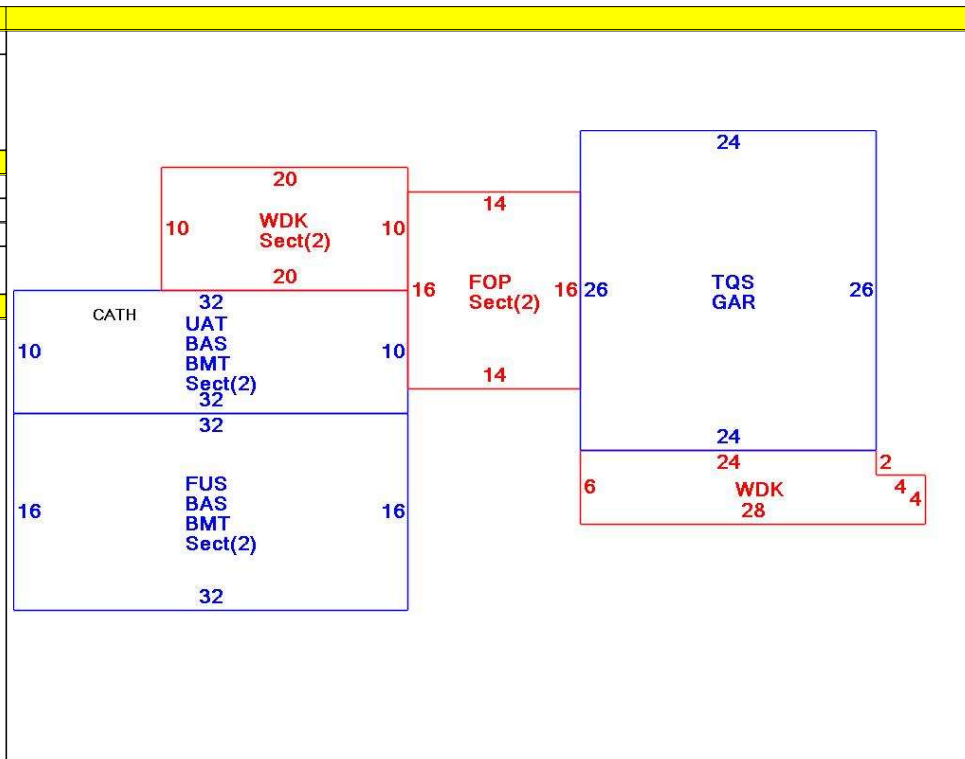 24
20
10
WDK
Sect(2)
10
20
14
16
FOP
Sect(2)
16
14
26
TQS
GAR
26
24
CATH
32
10
UAT
BAS
BMT
Sect(2)
10
32
32
16
FUS
BAS
BMT
Sect(2)
16
32
24
2
6
WDK
28
4
4